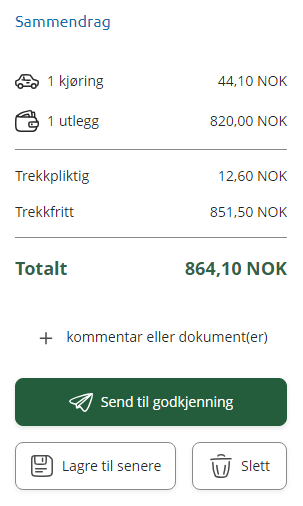 Sammendrag
1 kjøring 44,10 NOK
1 utlegg 820,00 NOK
Trekkpliktig 12,60 NOK
Trekkfritt 851,50 NOK
Totalt 864,10 NOK
+ kommentar eller dokument(er)
Send til godkjenning
Lagre til senere Slett